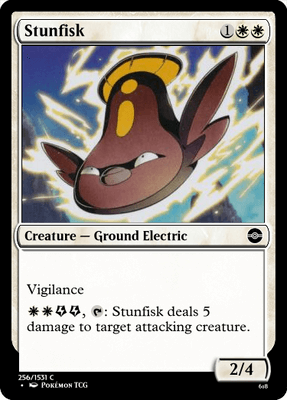 Stunfisk 1
Creature — Ground Electric
Vigilance
, : Stunfisk deals 5
damage to target attacking creature.
2/4
256/1531 C
• Pokémon TCG